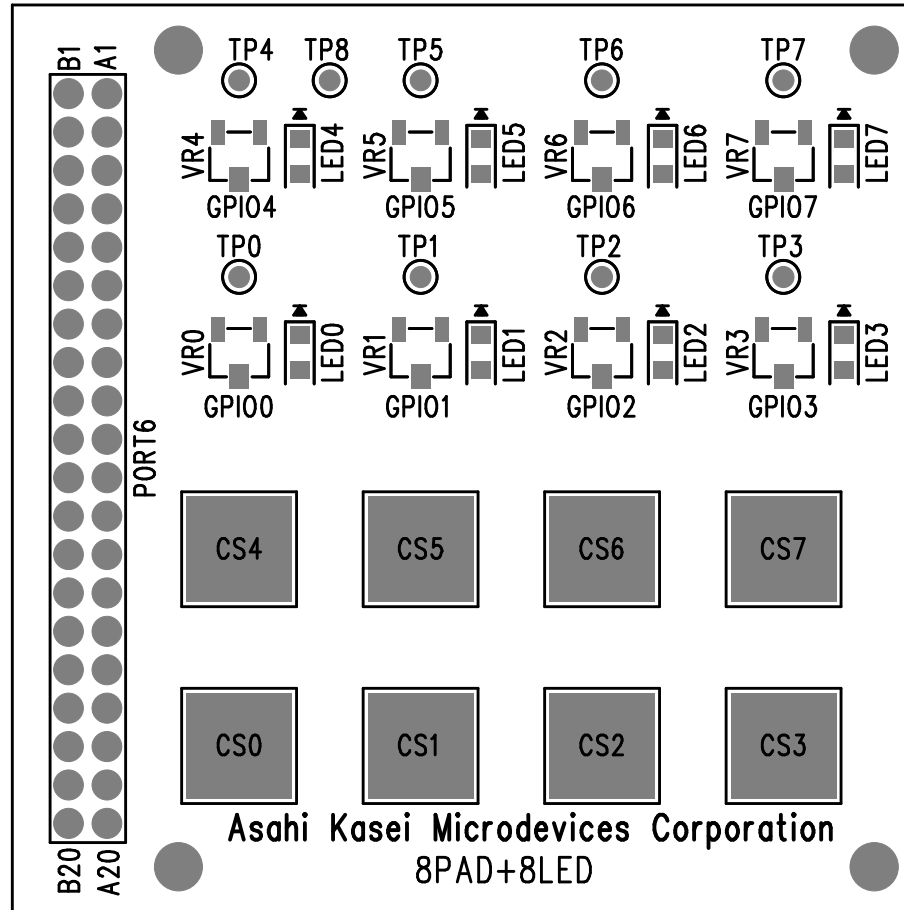 B1 A1
TP4 TP8 TP5 TP6 TP7
VR4 LED4 VR5 LED5 VR6 LED6 VR7 LED7
GPIO4 GPIO5 GPIO6 GPIO7
TP0 TP1 TP2 TP3
VR0 LED0 VR1 LED1 VR2 LED2 VR3 LED3
GPIO0 GPIO1 GPIO2 GPIO3
PORT6
CS4 CS5 CS6 CS7
CS0 CS1 CS2 CS3
Asahi Kasei Microdevices Corporation
B20 A20 8PAD+8LED